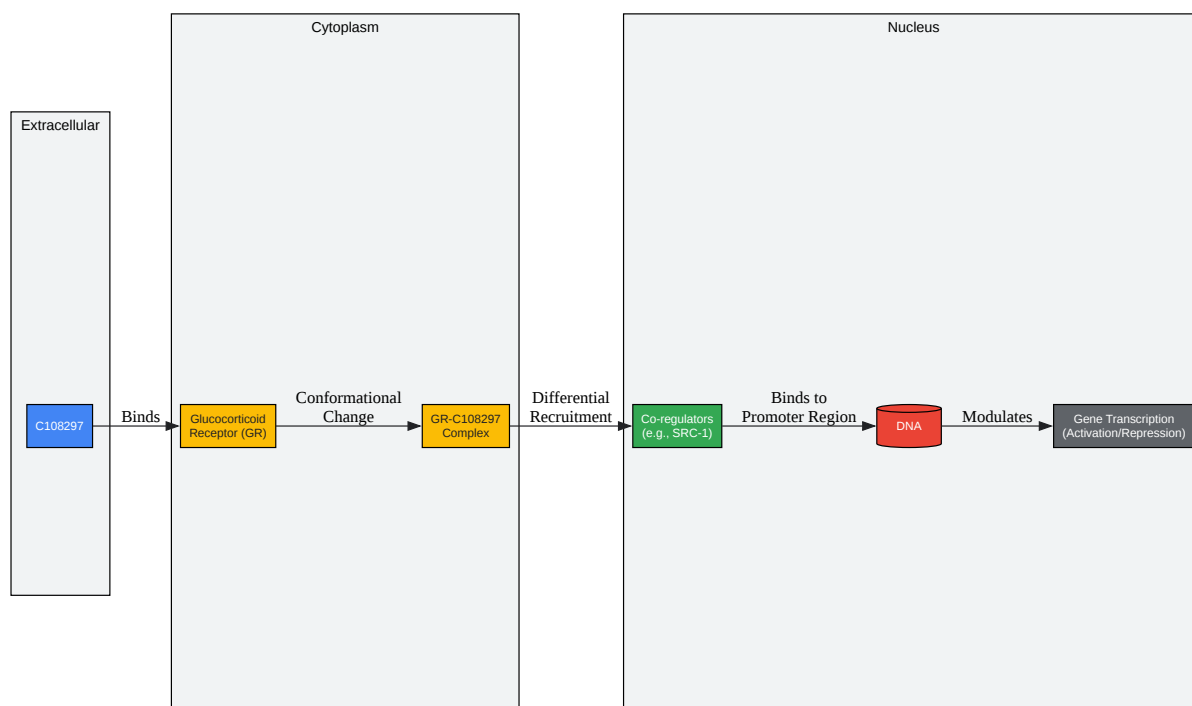 Cytoplasm
Nucleus
Extracellular
C108297
Binds
Glucocorticoid
Receptor (GR)
Conformational
Change
GR-C108297
Complex
Differential
Recruitment
Co-regulators
(e.g., SRC-1)
Binds to
Promoter Region
DNA
Modulates
Gene Transcription
(Activation/Repression)